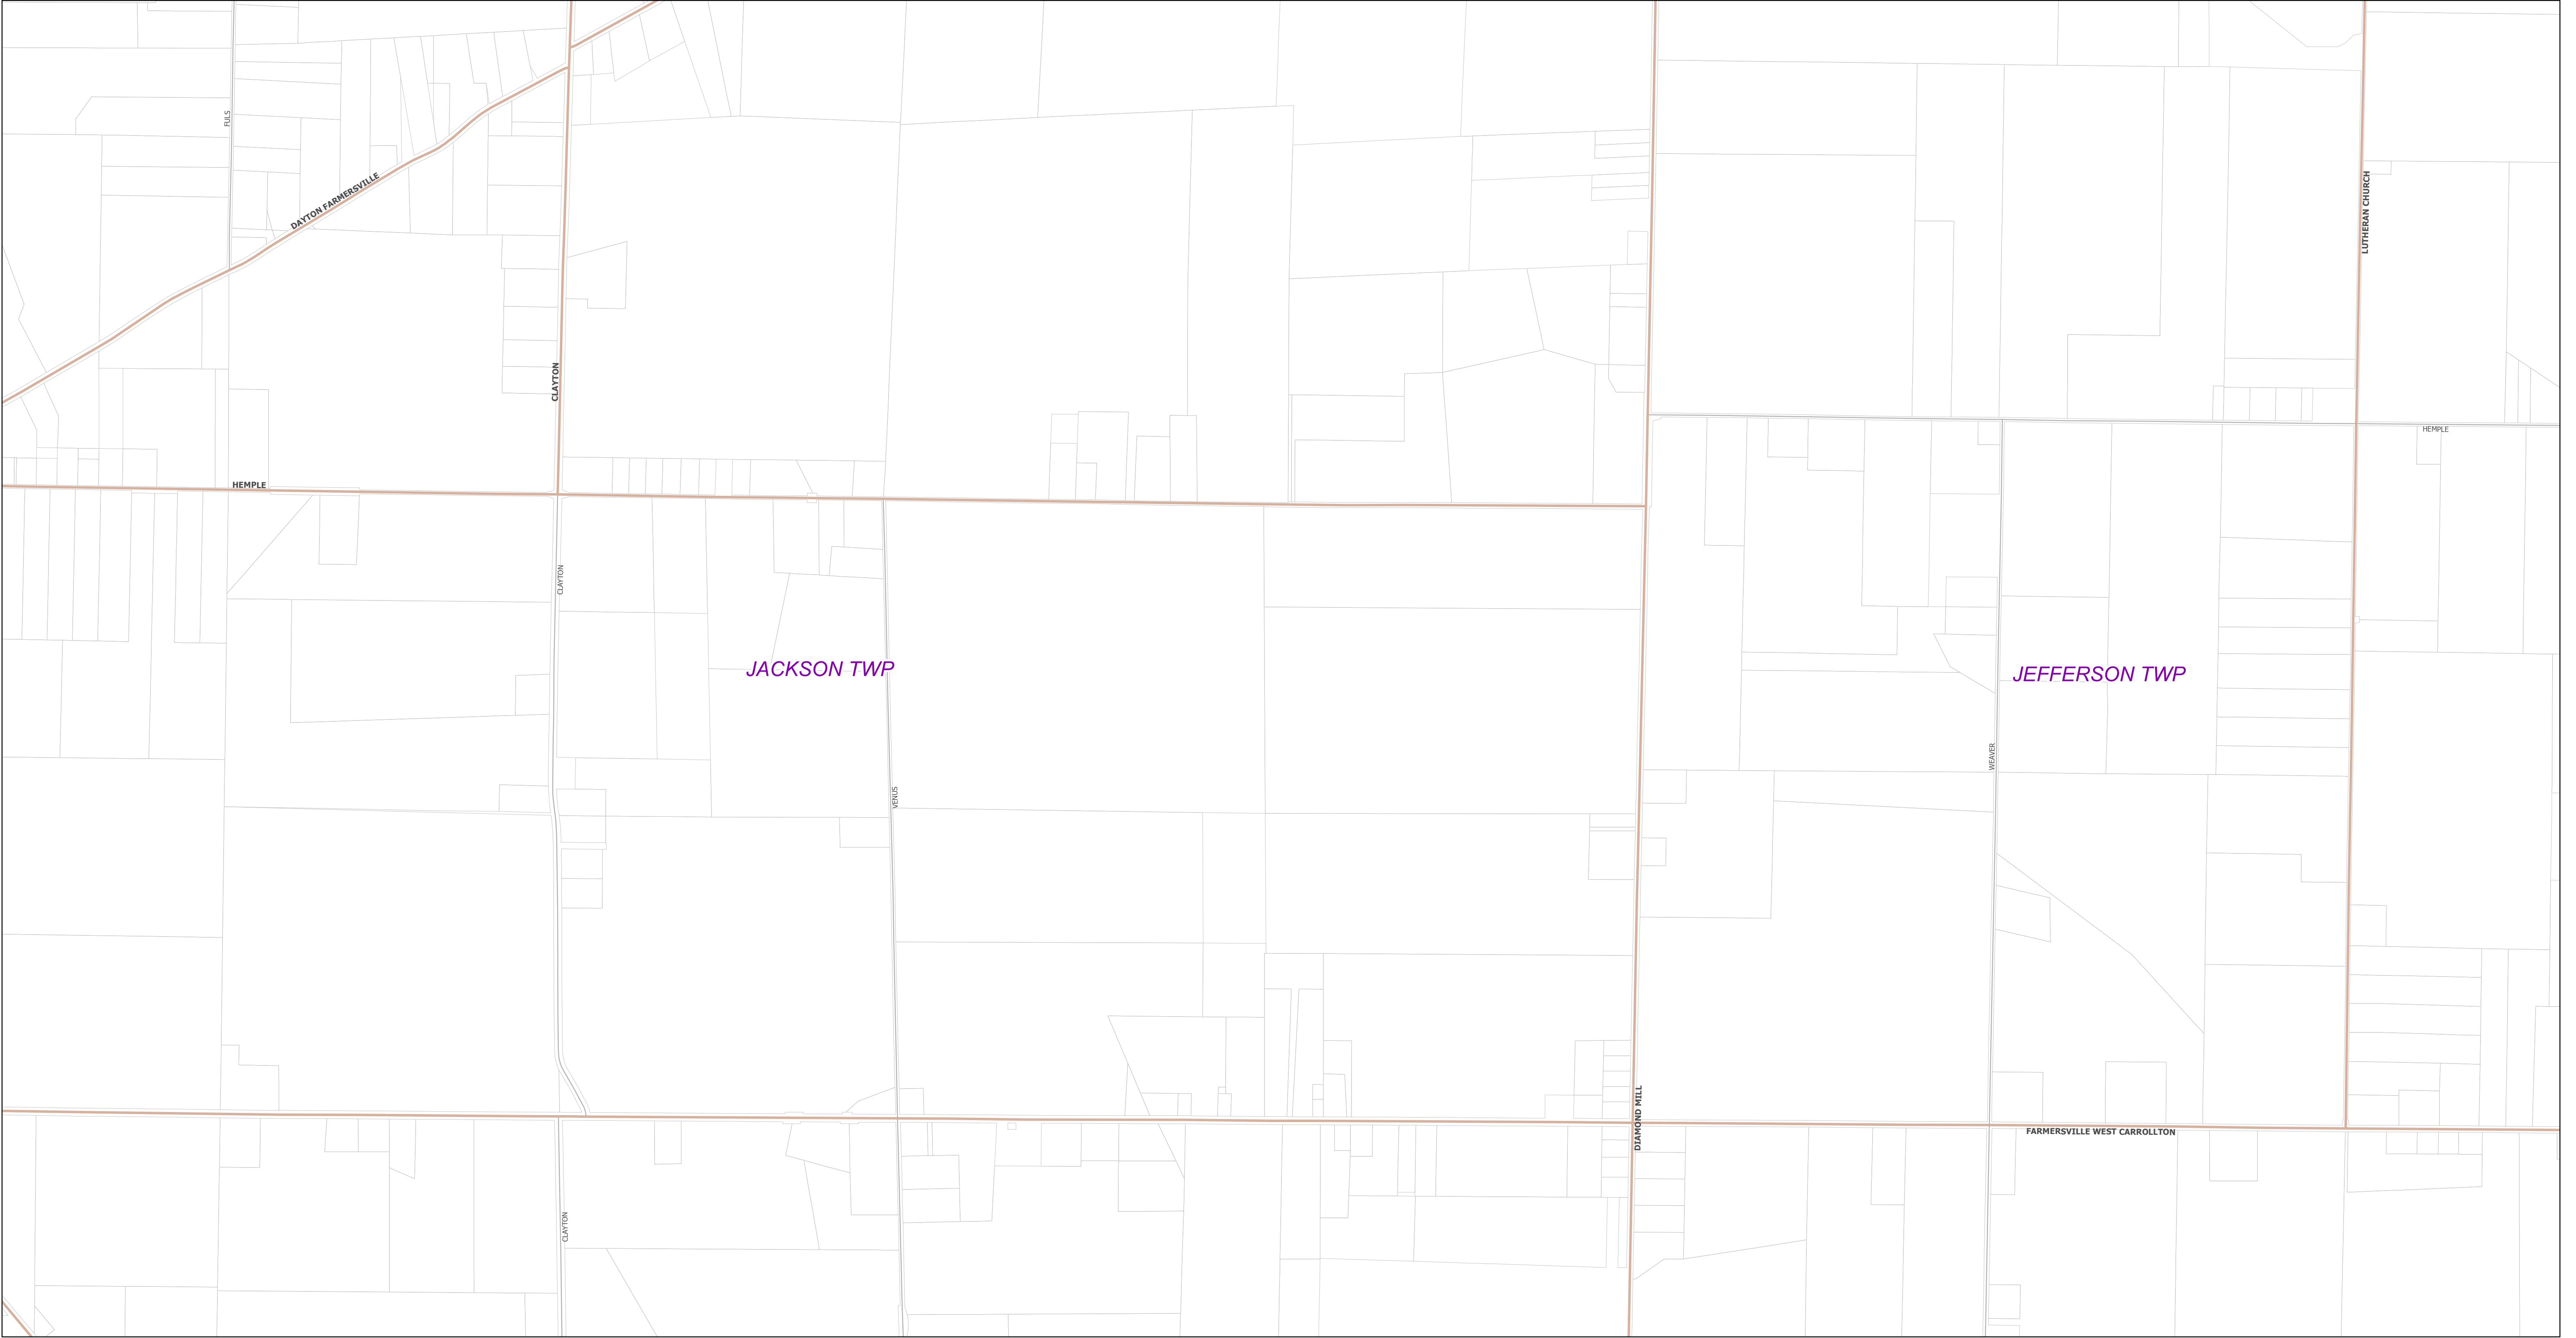 FULS
DAYTON FARMERSVILLE
LUTHERAN CHURCH
CLAYTON
HEMPLE
HEMPLE
CLAYTON
JACKSON TWP
JEFFERSON TWP
WEAVER
VENUS
DIAMOND MILL
FARMERSVILLE WEST CARROLLTON
CLAYTON